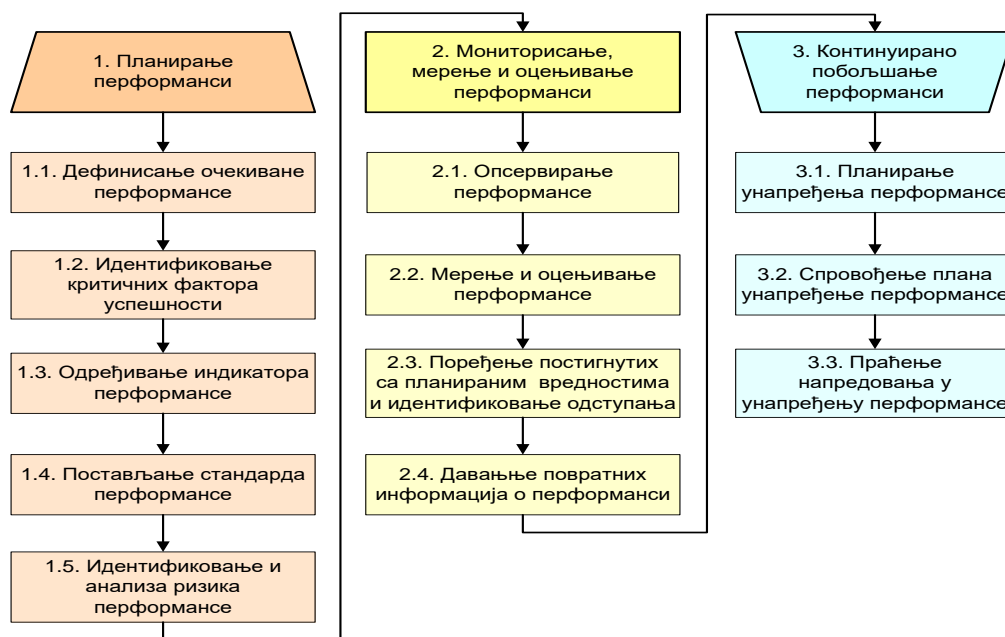 1. Планирање
перформанси
1.1. Дефинисање очекиване
перформансе
1.2. Идентификовање
критичних фактора
успешности
1.3. Одређивање индикатора
перформансе
1.4. Постављање стандарда
перформансе
1.5. Идентификовање и
анализа ризика
перформансе
2. Мониторисање,
мерење и оцењивање
перформанси
2.1. Опсервирање
перформансе
2.2. Мерење и оцењивање
перформансе
2.3. Поређење постигнутих
са планираним вредностима
и идентификовање одступања
2.4. Давање повратних
информација о перформанси
3. Континуирано
побољшање
перформанси
3.1. Планирање
унапређења перформансе
3.2. Спровођење плана
унапређење перформансе
3.3. Праћење
напредовања у
унапређењу перформансе